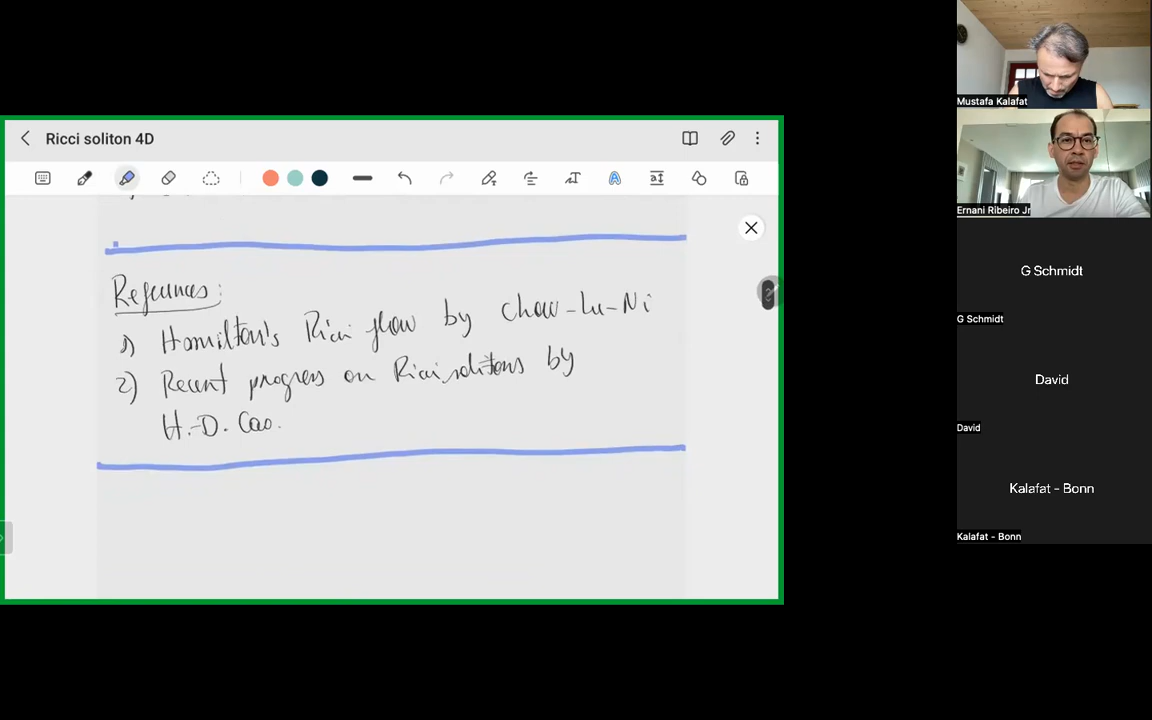 Ricci soliton 4D
References:
1) Hamilton's Ricci flow by Chow-Lu-Ni
2) Recent progress on Ricci solitons by
H.-D. Cao.
Mustafa Kalafat
Ernani Ribeiro Jr
G Schmidt
G Schmidt
David
David
Kalafat - Bonn
Kalafat - Bonn